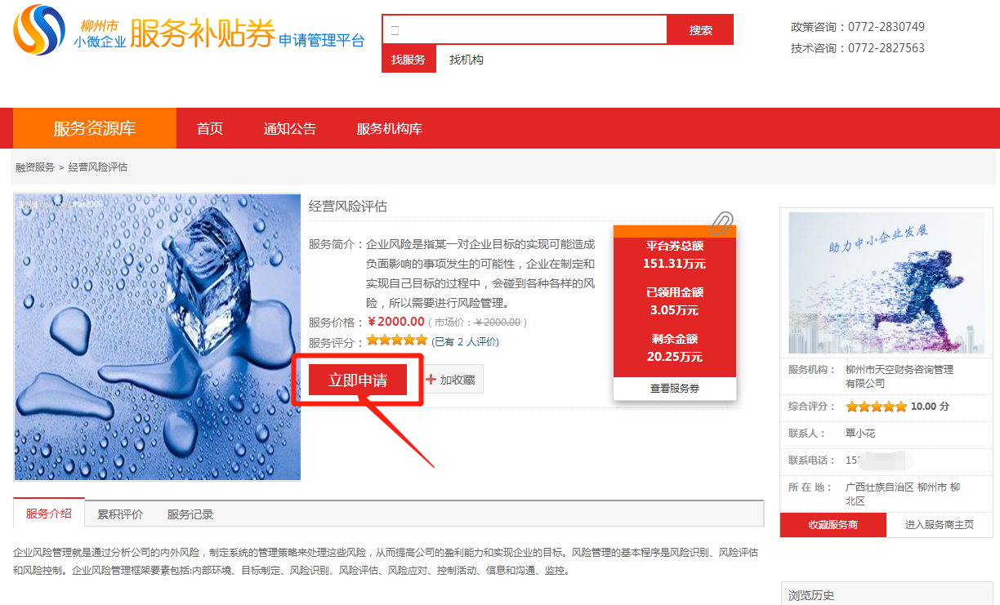 柳州市
小微企业
服务补贴券
申请管理平台
搜索
找服务
找机构
政策咨询：0772-2830749
技术咨询：0772-2827563
服务资源库
首页
通知公告
服务机构库
融资服务 > 经营风险评估
经营风险评估
服务简介：企业风险是指某一对企业目标的实现可能造成
负面影响的事项发生的可能性，企业在制定和
实现自己目标的过程中，会碰到各种各样的风
险，所以需要进行风险管理。
服务价格：￥2000.00 ( 市场价：￥2000.00 )
服务评分： (已有 2 人评价)
立即申请
加收藏
平台券总额
151.31万元
已领用金额
3.05万元
剩余金额
20.25万元
查看服务券
助力中小企业发展
服务机构： 柳州市天空财务咨询管理
有限公司
综合评分： 10.00 分
联系人： 覃小花
联系电话： 15
所 在 地： 广西壮族自治区 柳州市 柳
北区
收藏服务商
进入服务商主页
服务介绍
累积评价
服务记录
企业风险管理就是通过分析公司的内外风险，制定系统的管理策略来处理这些风险，从而提高公司的盈利能力和实现企业的目标。风险管理的基本程序是风险识别、风险评估
和风险控制。企业风险管理框架要素包括:内部环境、目标制定、风险识别、风险评估、风险应对、控制活动、信息和沟通、监控。
浏览历史